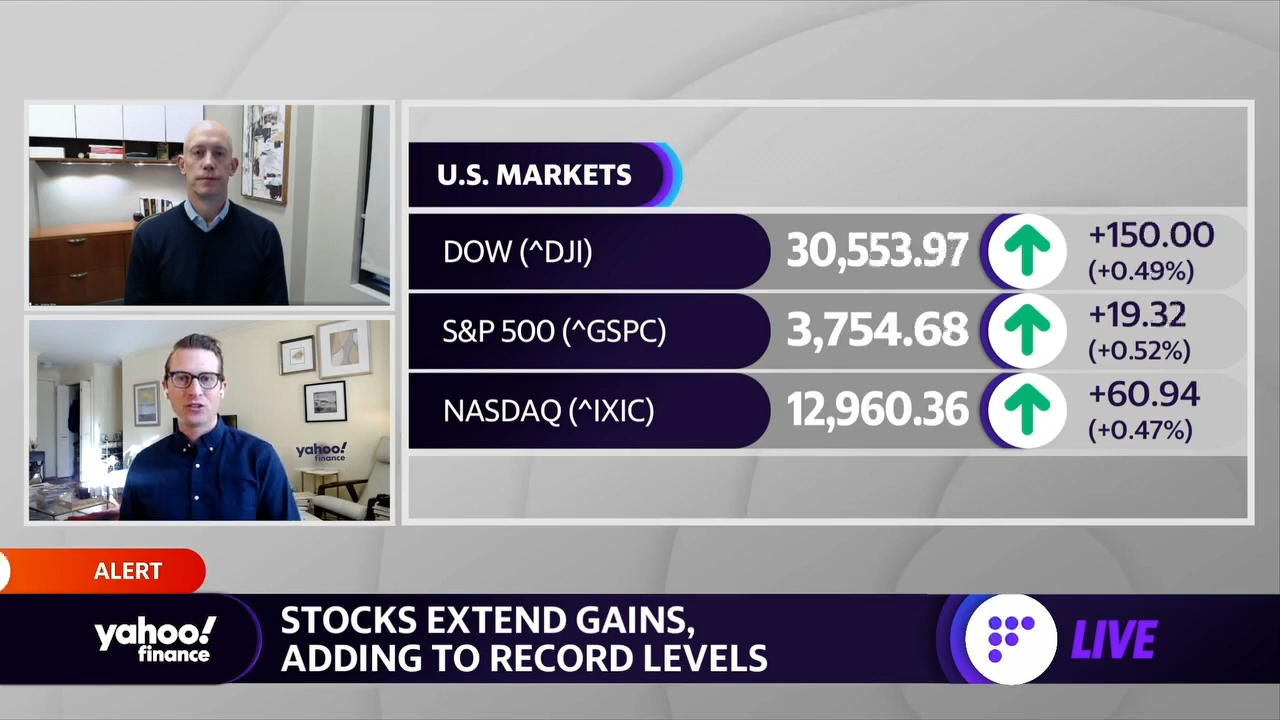 U.S. MARKETS
DOW (^DJI) 30,553.97 +150.00
(+0.49%)
S&P 500 (^GSPC) 3,754.68 +19.32
(+0.52%)
NASDAQ (^IXIC) 12,960.36 +60.94
(+0.47%)
yahoo!
finance
ALERT
yahoo!
finance
STOCKS EXTEND GAINS,
ADDING TO RECORD LEVELS
LIVE